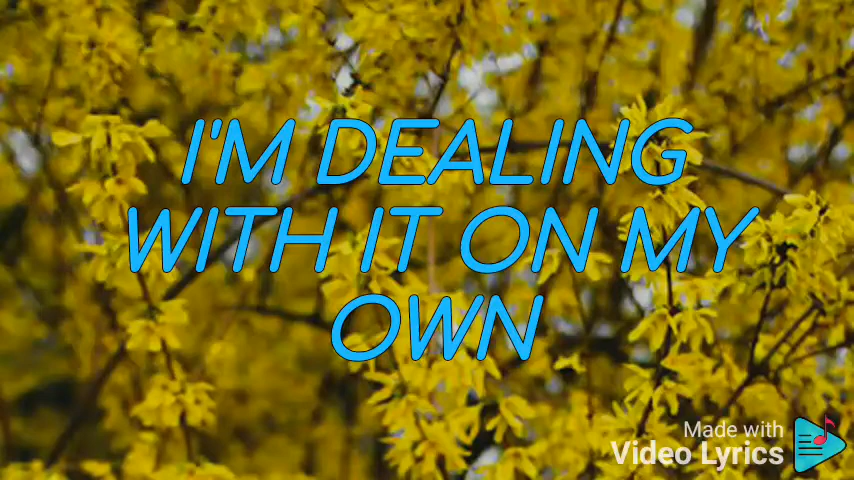 I'M DEALING
WITH IT ON MY
OWN
Made with
Video Lyrics